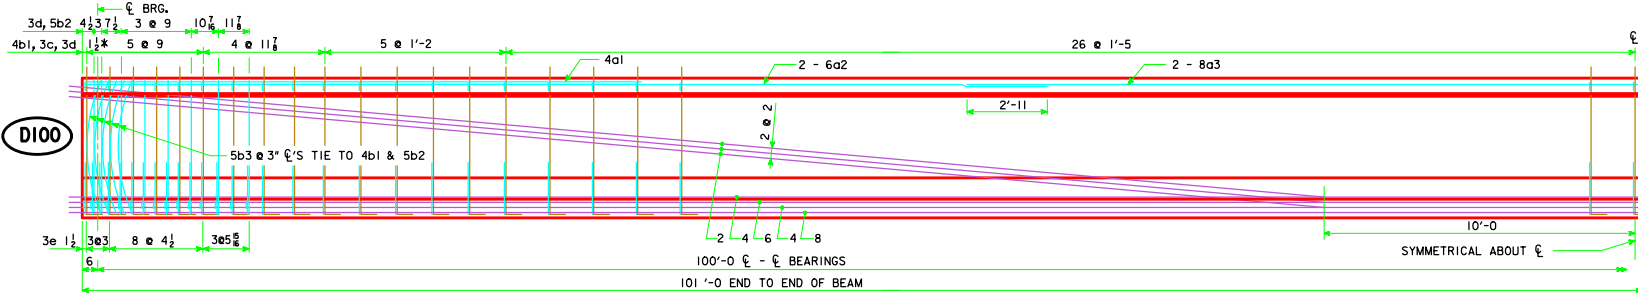 ℄ BRG.
3d, 5b2 4½ 3 7½ 3 @ 9 10 7/16 11 7/8
4b1, 3c, 3d 1½* 5 @ 9 4 @ 11 7/8 5 @ 1'-2 26 @ 1'-5 ℄
4a1 2 - 6a2 2 - 8a3
2'-11
2 @ 2
D100
5b3 @ 3" ℄'S TIE TO 4b1 & 5b2
2 4 6 4 8
10'-0
3e 1½ 3@3 8 @ 4½ 3@5 15/16
SYMMETRICAL ABOUT ℄
6 100'-0 ℄ - ℄ BEARINGS
101'-0 END TO END OF BEAM